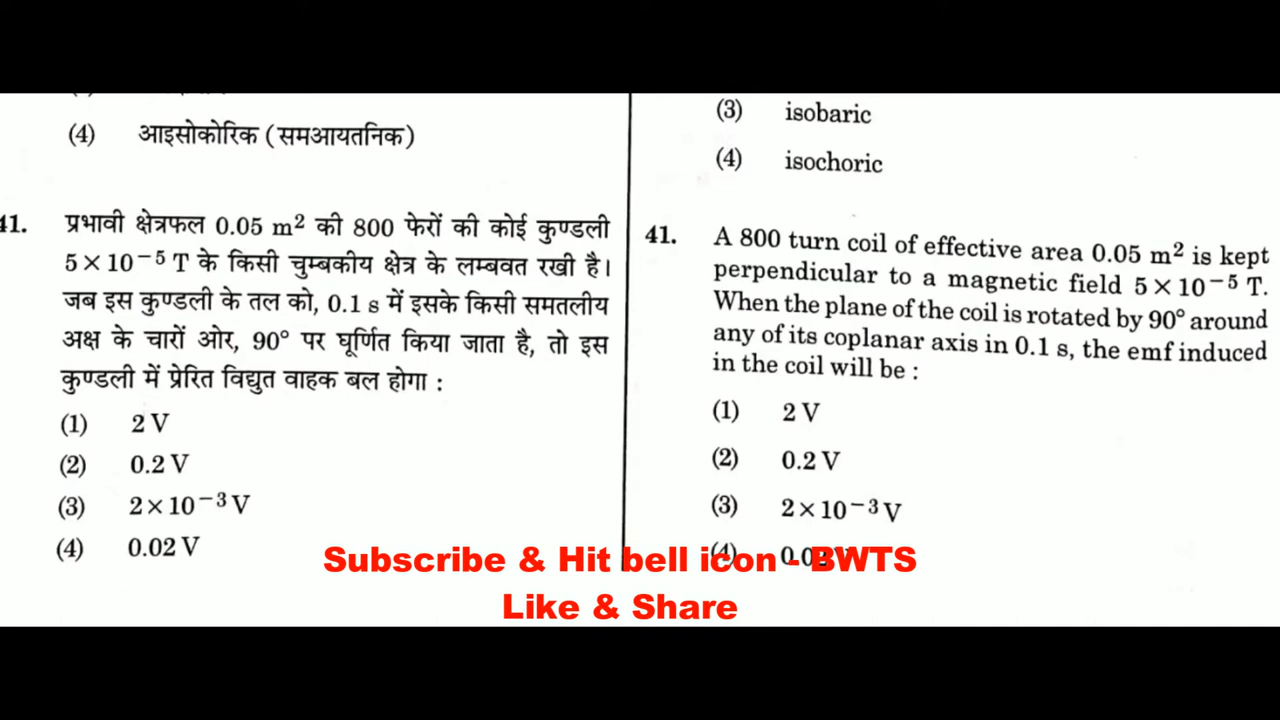 (4) आइसोकोरिक (समआयतनिक)
41. प्रभावी क्षेत्रफल 0.05 m² की 800 फेरों की कोई कुण्डली
5×10⁻⁵ T के किसी चुम्बकीय क्षेत्र के लम्बवत रखी है।
जब इस कुण्डली के तल को, 0.1 s में इसके किसी समतलीय
अक्ष के चारों ओर, 90° पर घूर्णित किया जाता है, तो इस
कुण्डली में प्रेरित विद्युत वाहक बल होगा :
(1) 2 V
(2) 0.2 V
(3) 2×10⁻³ V
(4) 0.02 V
(3) isobaric
(4) isochoric
41. A 800 turn coil of effective area 0.05 m² is kept
perpendicular to a magnetic field 5×10⁻⁵ T.
When the plane of the coil is rotated by 90° around
any of its coplanar axis in 0.1 s, the emf induced
in the coil will be :
(1) 2 V
(2) 0.2 V
(3) 2×10⁻³ V
(4) 0.02 V
Subscribe & Hit bell icon - BWTS
Like & Share